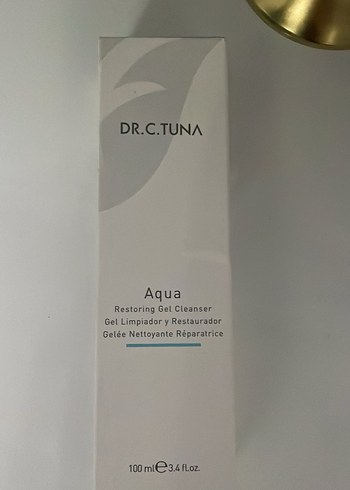 DR.C.TUNA
Aqua
Restoring Gel Cleanser
Gel Limpiador y Restaurador
Gelée Nettoyante Réparatrice
100 ml℮3.4 fl.oz.